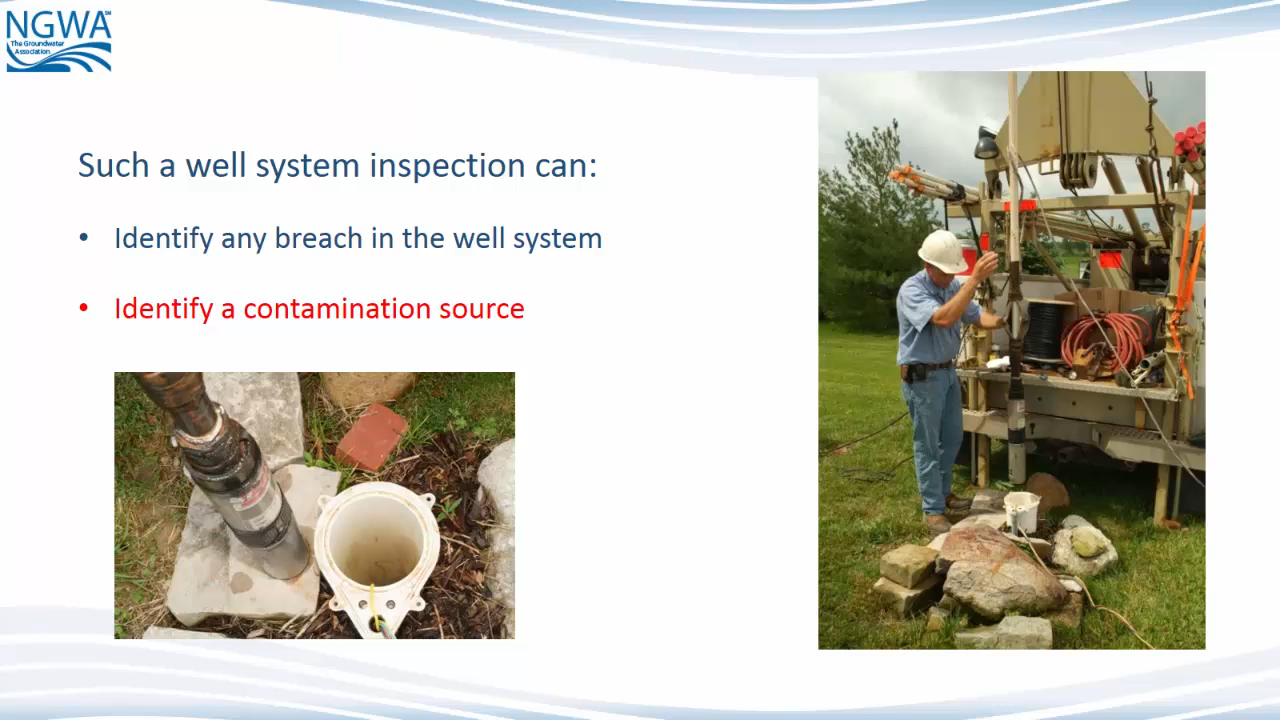 NGWA
The Groundwater
Association
Such a well system inspection can:
• Identify any breach in the well system
• Identify a contamination source